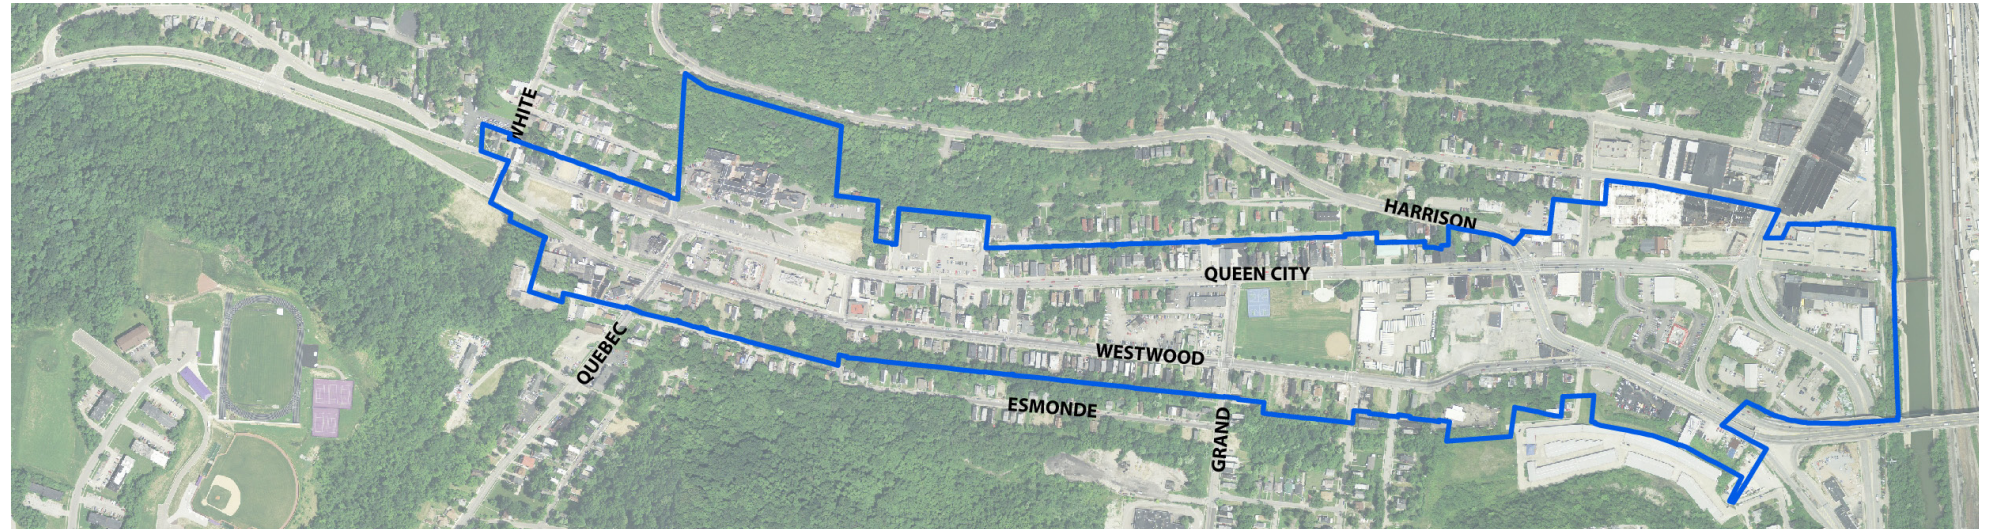 WHITE
HARRISON
QUEEN CITY
QUEBEC
WESTWOOD
ESMONDE
GRAND